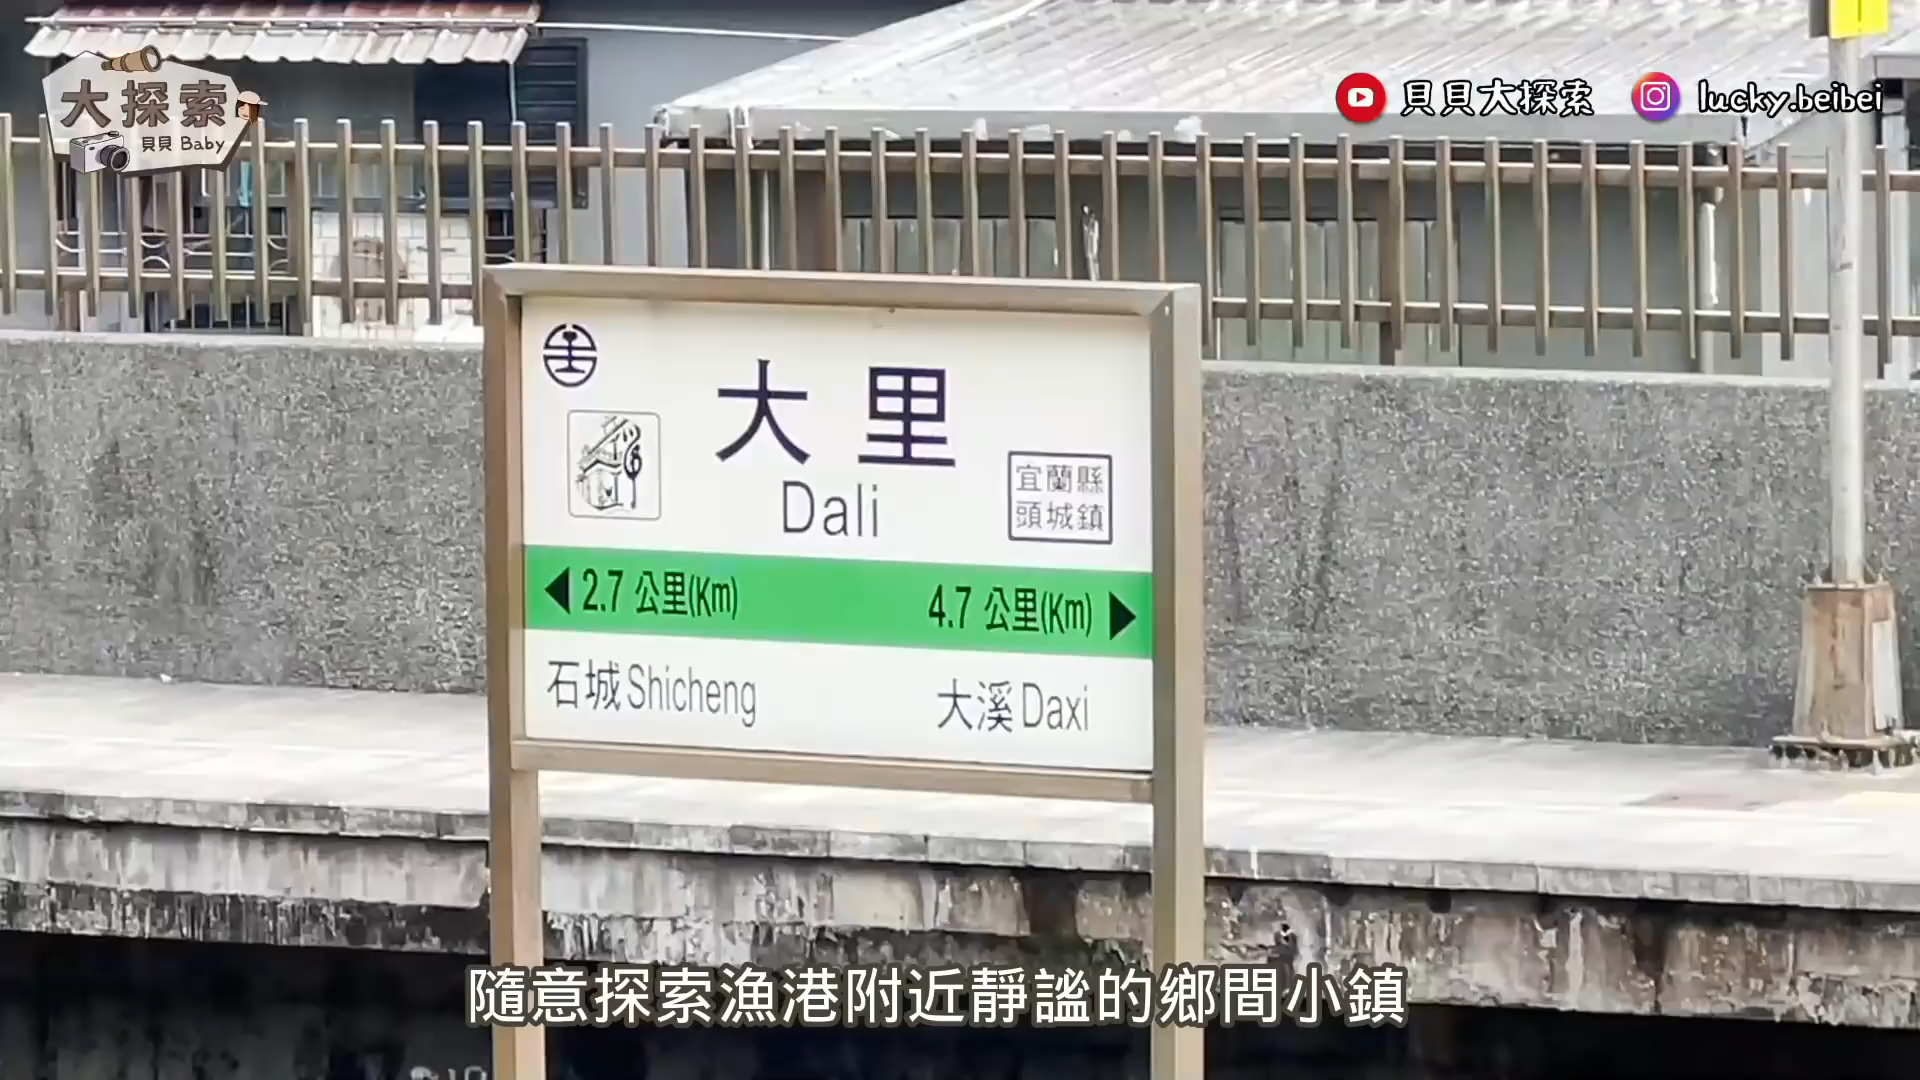 大探索
貝貝 Baby
貝貝大探索
lucky.beibei
大里
Dali
宜蘭縣
頭城鎮
2.7 公里(Km)
4.7 公里(Km)
石城 Shicheng
大溪 Daxi
隨意探索漁港附近靜謐的鄉間小鎮